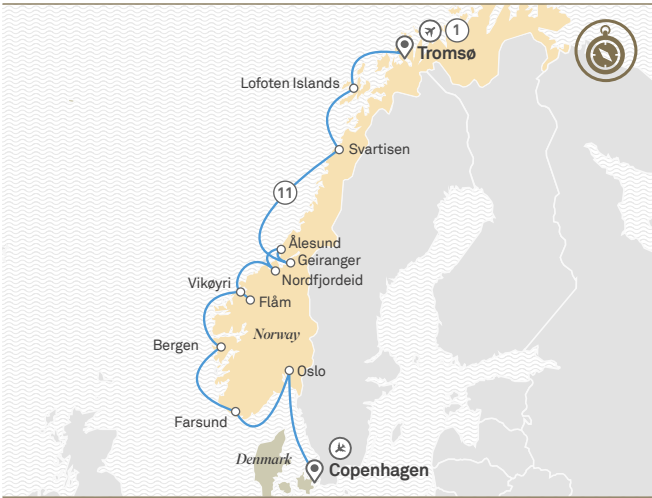 1
Tromsø
Lofoten Islands
Svartisen
11
Ålesund
Geiranger
Nordfjordeid
Vikøyri
Flåm
Norway
Bergen
Oslo
Farsund
Denmark
Copenhagen